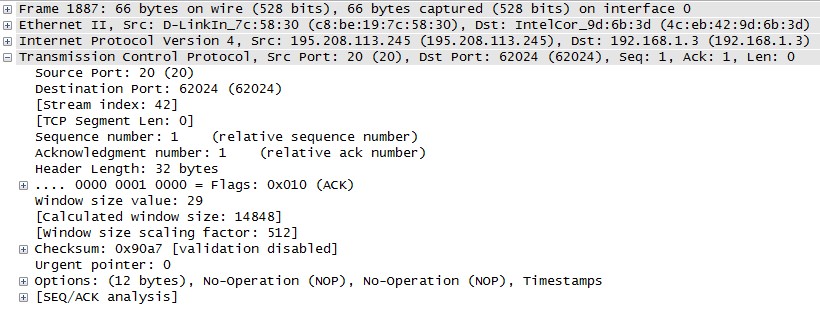 Frame 1887: 66 bytes on wire (528 bits), 66 bytes captured (528 bits) on interface 0
Ethernet II, Src: D-LinkIn_7c:58:30 (c8:be:19:7c:58:30), Dst: IntelCor_9d:6b:3d (4c:eb:42:9d:6b:3d)
Internet Protocol Version 4, Src: 195.208.113.245 (195.208.113.245), Dst: 192.168.1.3 (192.168.1.3)
Transmission Control Protocol, Src Port: 20 (20), Dst Port: 62024 (62024), Seq: 1, Ack: 1, Len: 0
Source Port: 20 (20)
Destination Port: 62024 (62024)
[Stream index: 42]
[TCP Segment Len: 0]
Sequence number: 1    (relative sequence number)
Acknowledgment number: 1    (relative ack number)
Header Length: 32 bytes
.... 0000 0001 0000 = Flags: 0x010 (ACK)
Window size value: 29
[Calculated window size: 14848]
[Window size scaling factor: 512]
Checksum: 0x90a7 [validation disabled]
Urgent pointer: 0
Options: (12 bytes), No-Operation (NOP), No-Operation (NOP), Timestamps
[SEQ/ACK analysis]